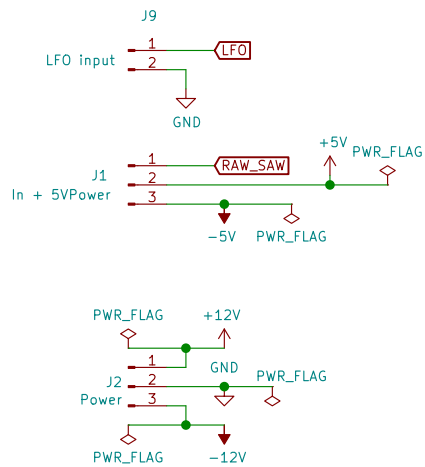 J9
1
LFO
LFO input
2
GND
+5V
PWR_FLAG
1
RAW_SAW
J1
2
In + 5VPower
3
-5V
PWR_FLAG
PWR_FLAG
+12V
1
GND
J2
2
PWR_FLAG
Power
3
PWR_FLAG
-12V